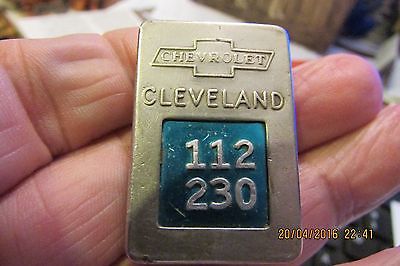 CHEVROLET
CLEVELAND
112
230
20/04/2016 22:41